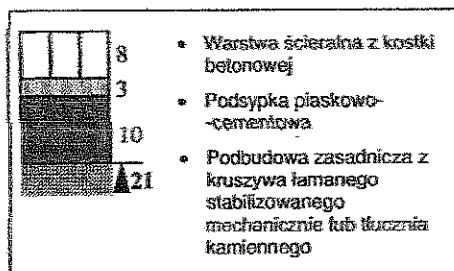 8
3
10
21
• Warstwa ścieralna z kostki
betonowej
• Podsypka piaskowo-
-cementowa
• Podbudowa zasadnicza z
kruszywa łamanego
stabilizowanego
mechanicznie lub tłucznia
kamiennego